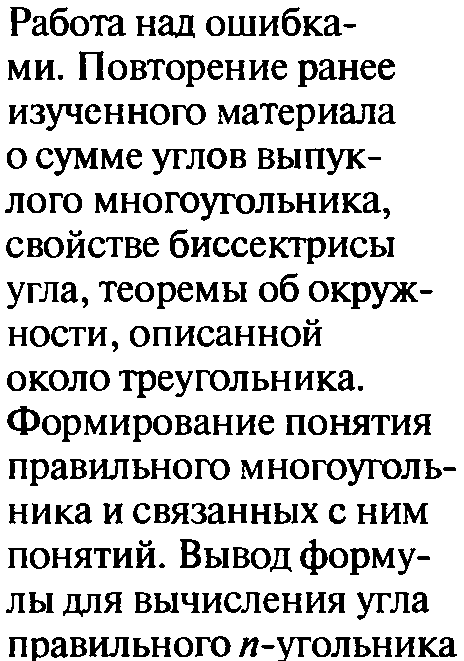 Работа над ошибка-
ми. Повторение ранее
изученного материала
о сумме углов выпук-
лого многоугольника,
свойстве биссектрисы
угла, теоремы об окруж-
ности, описанной
около треугольника.
Формирование понятия
правильного многоуголь-
ника и связанных с ним
понятий. Вывод форму-
лы для вычисления угла
правильного n-угольника